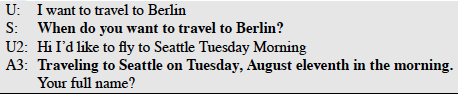 U: I want to travel to Berlin
S: When do you want to travel to Berlin?
U2: Hi I'd like to fly to Seattle Tuesday Morning
A3: Traveling to Seattle on Tuesday, August eleventh in the morning.
Your full name?